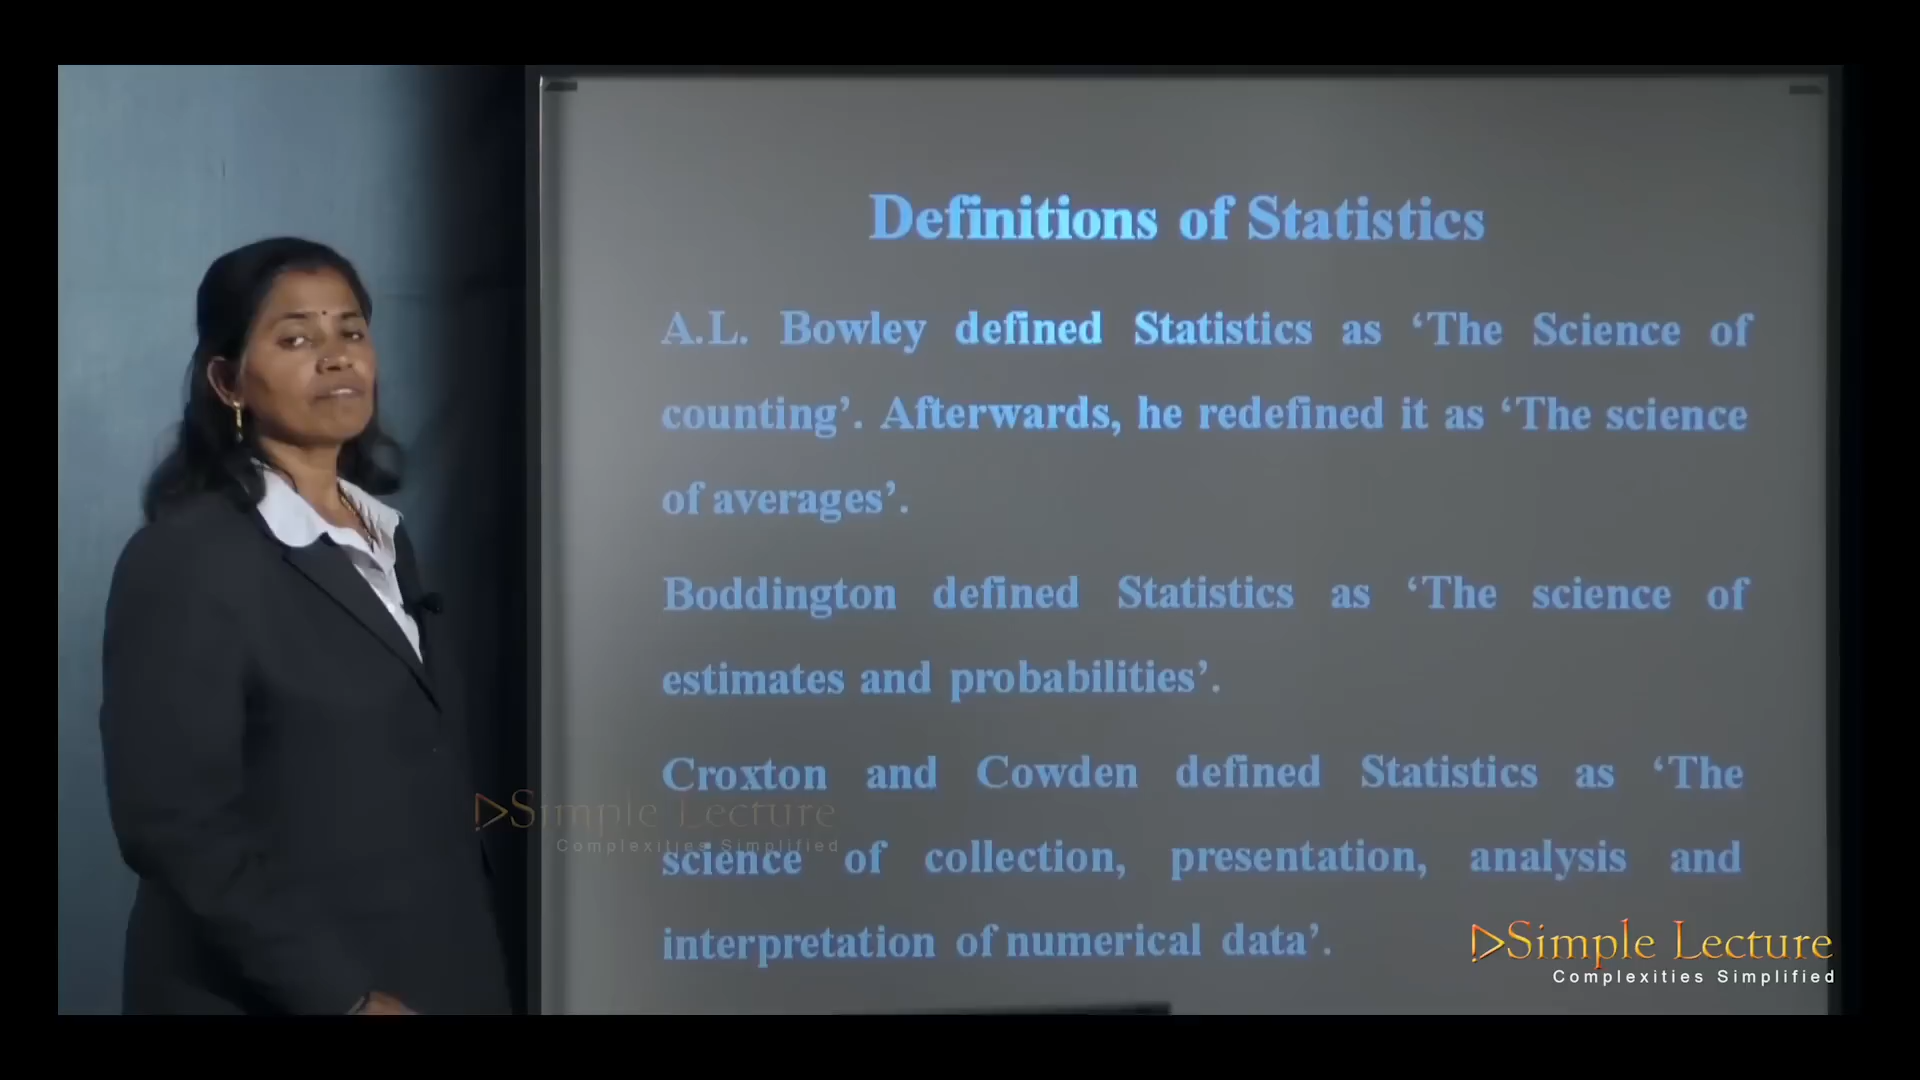 Definitions of Statistics
A.L. Bowley defined Statistics as ‘The Science of
counting’. Afterwards, he redefined it as ‘The science
of averages’.
Boddington defined Statistics as ‘The science of
estimates and probabilities’.
Croxton and Cowden defined Statistics as ‘The
Simple Lecture
Complexities Simplified
science of collection, presentation, analysis and
interpretation of numerical data’.
Simple Lecture
Complexities Simplified